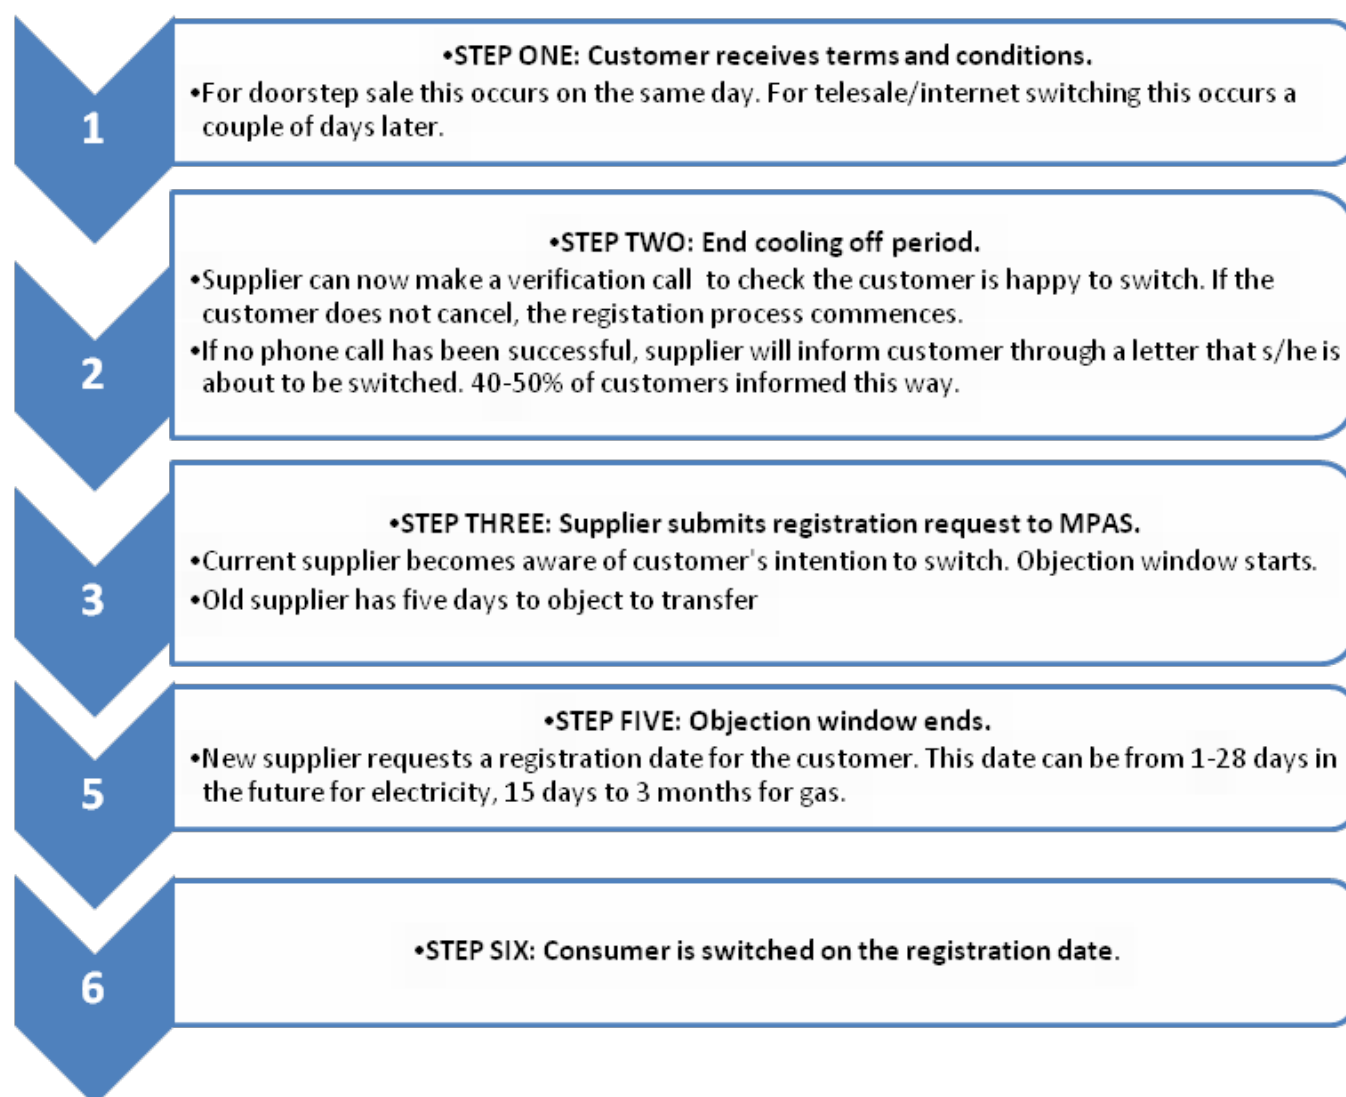 1
•STEP ONE: Customer receives terms and conditions.
•For doorstep sale this occurs on the same day. For telesale/internet switching this occurs a
couple of days later.
2
•STEP TWO: End cooling off period.
•Supplier can now make a verification call  to check the customer is happy to switch. If the
customer does not cancel, the registation process commences.
•If no phone call has been successful, supplier will inform customer through a letter that s/he is
about to be switched. 40-50% of customers informed this way.
3
•STEP THREE: Supplier submits registration request to MPAS.
•Current supplier becomes aware of customer's intention to switch. Objection window starts.
•Old supplier has five days to object to transfer
5
•STEP FIVE: Objection window ends.
•New supplier requests a registration date for the customer. This date can be from 1-28 days in
the future for electricity, 15 days to 3 months for gas.
6
•STEP SIX: Consumer is switched on the registration date.